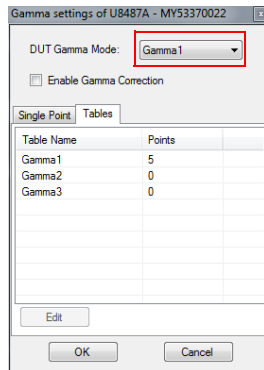 Gamma settings of U8487A - MY53370022
DUT Gamma Mode: Gamma1
Enable Gamma Correction
Single Point Tables
Table Name Points
Gamma1 5
Gamma2 0
Gamma3 0
Edit
OK Cancel